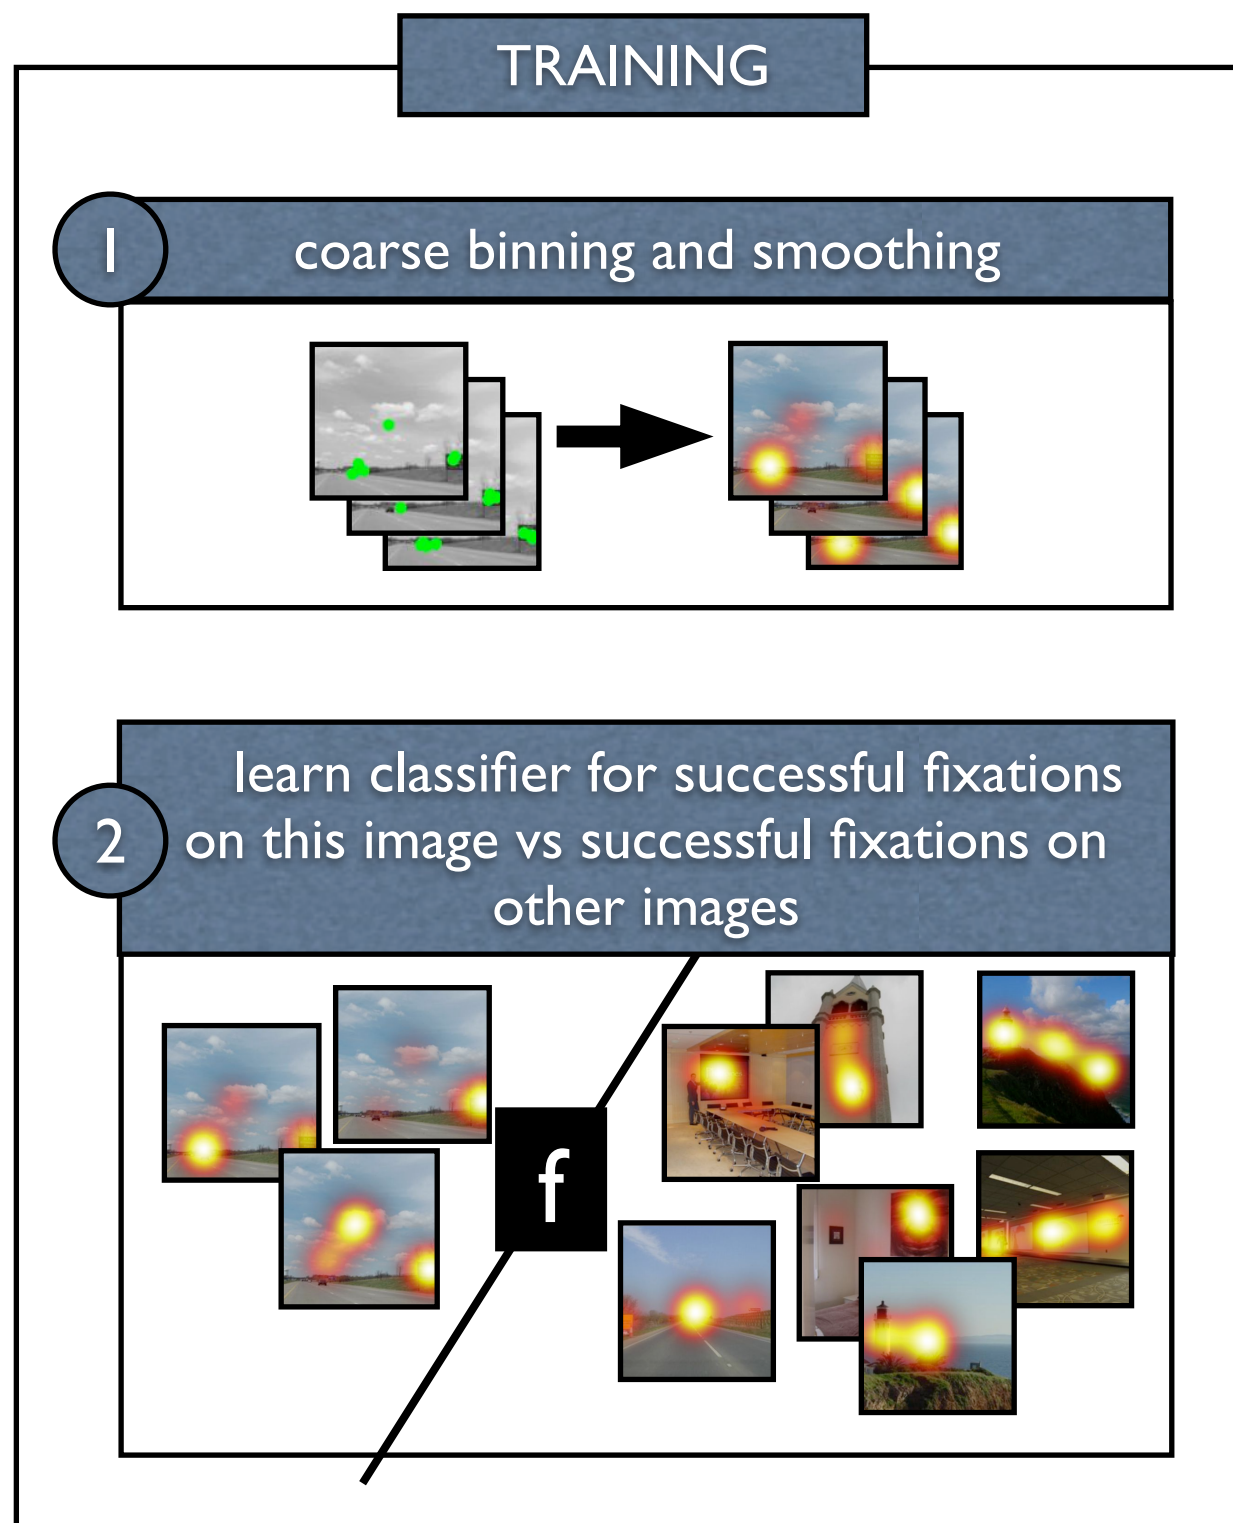 TRAINING
1
coarse binning and smoothing
2
learn classifier for successful fixations
on this image vs successful fixations on
other images
f